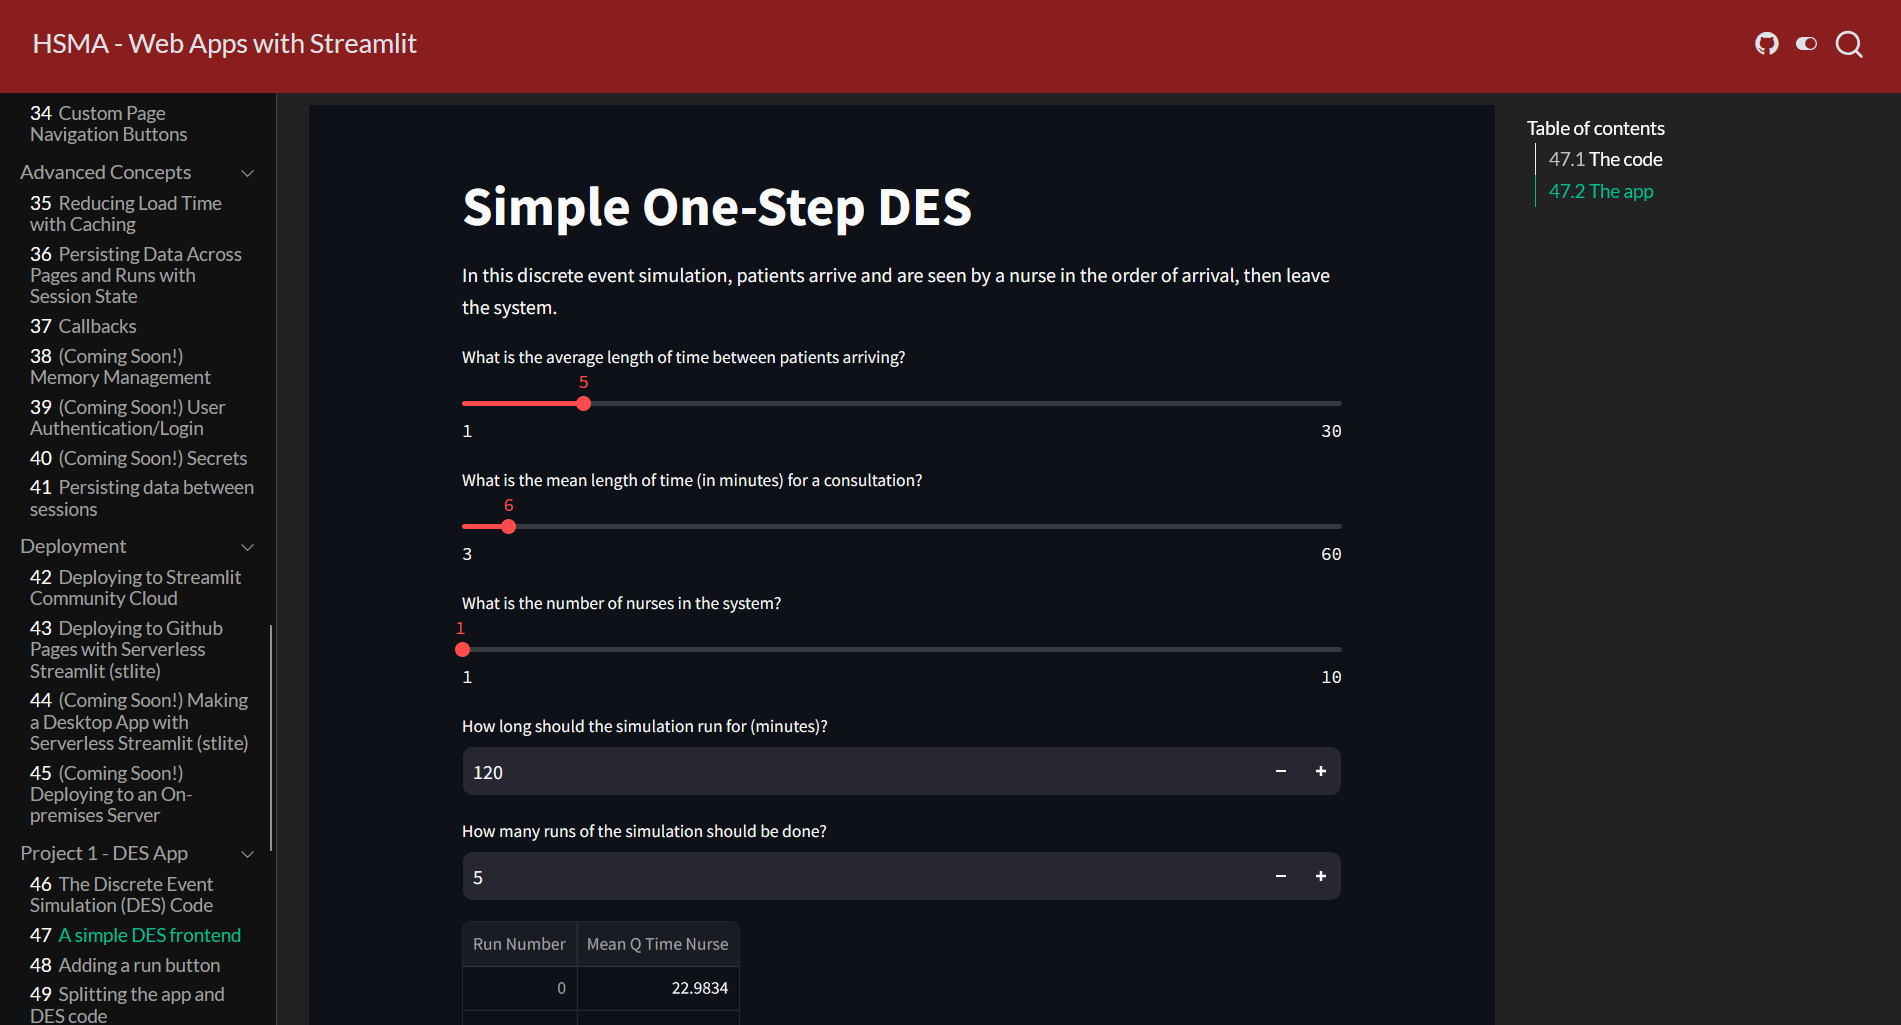 HSMA - Web Apps with Streamlit
34 Custom Page
Navigation Buttons
Advanced Concepts
35 Reducing Load Time
with Caching
36 Persisting Data Across
Pages and Runs with
Session State
37 Callbacks
38 (Coming Soon!)
Memory Management
39 (Coming Soon!) User
Authentication/Login
40 (Coming Soon!) Secrets
41 Persisting data between
sessions
Deployment
42 Deploying to Streamlit
Community Cloud
43 Deploying to Github
Pages with Serverless
Streamlit (stlite)
44 (Coming Soon!) Making
a Desktop App with
Serverless Streamlit (stlite)
45 (Coming Soon!)
Deploying to an On-
premises Server
Project 1 - DES App
46 The Discrete Event
Simulation (DES) Code
47 A simple DES frontend
48 Adding a run button
49 Splitting the app and
DES code
Simple One-Step DES
In this discrete event simulation, patients arrive and are seen by a nurse in the order of arrival, then leave
the system.
What is the average length of time between patients arriving?
5
1 30
What is the mean length of time (in minutes) for a consultation?
6
3 60
What is the number of nurses in the system?
1
1 10
How long should the simulation run for (minutes)?
120 − +
How many runs of the simulation should be done?
5 − +
Run Number Mean Q Time Nurse
0 22.9834
Table of contents
47.1 The code
47.2 The app